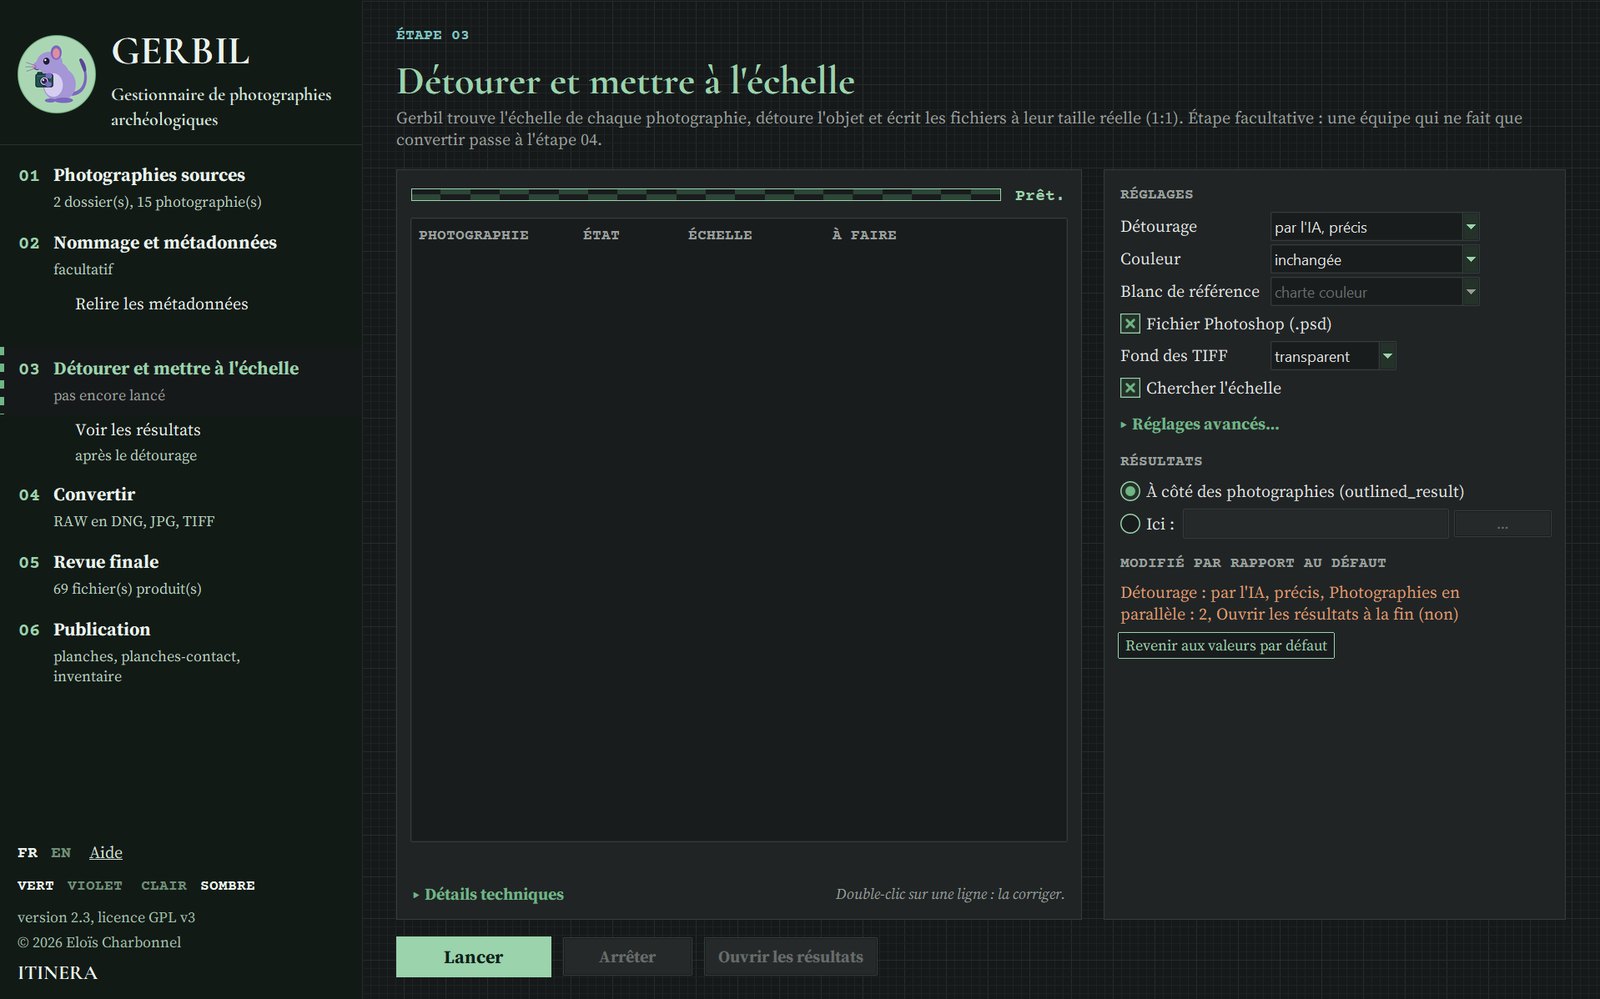 GERBIL
Gestionnaire de photographies
archéologiques
01 Photographies sources
2 dossier(s), 15 photographie(s)
02 Nommage et métadonnées
facultatif
Relire les métadonnées
03 Détourer et mettre à l'échelle
pas encore lancé
Voir les résultats
après le détourage
04 Convertir
RAW en DNG, JPG, TIFF
05 Revue finale
69 fichier(s) produit(s)
06 Publication
planches, planches-contact,
inventaire
FR EN Aide
VERT VIOLET CLAIR SOMBRE
version 2.3, licence GPL v3
© 2026 Eloïs Charbonnel
ITINERA
ÉTAPE 03
Détourer et mettre à l'échelle
Gerbil trouve l'échelle de chaque photographie, détoure l'objet et écrit les fichiers à leur taille réelle (1:1). Étape facultative : une équipe qui ne fait que
convertir passe à l'étape 04.
Prêt.
PHOTOGRAPHIE ÉTAT ÉCHELLE À FAIRE
▸ Détails techniques
Double-clic sur une ligne : la corriger.
Lancer
Arrêter
Ouvrir les résultats
RÉGLAGES
Détourage par l'IA, précis
Couleur inchangée
Blanc de référence charte couleur
Fichier Photoshop (.psd)
Fond des TIFF transparent
Chercher l'échelle
▸ Réglages avancés...
RÉSULTATS
À côté des photographies (outlined_result)
Ici : ...
MODIFIÉ PAR RAPPORT AU DÉFAUT
Détourage : par l'IA, précis, Photographies en
parallèle : 2, Ouvrir les résultats à la fin (non)
Revenir aux valeurs par défaut